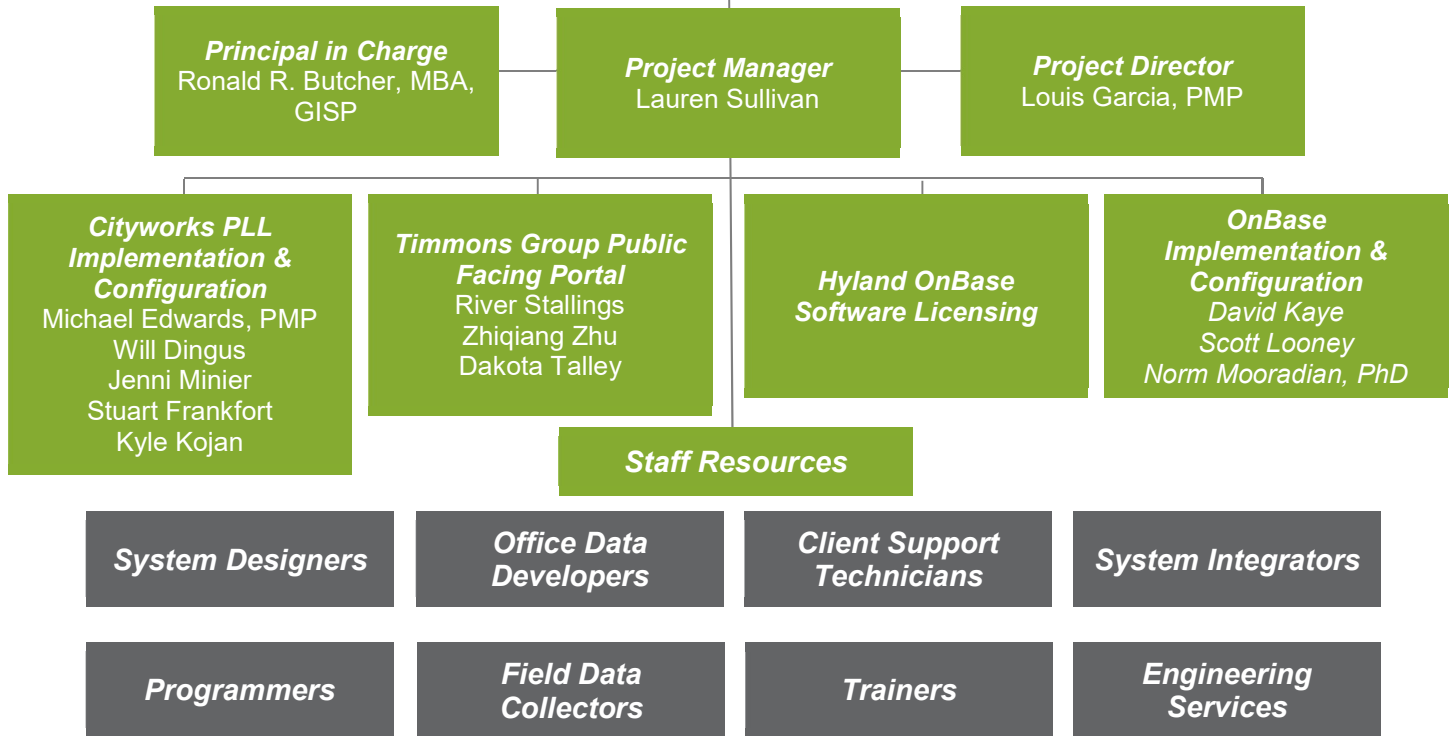 Principal in Charge
Ronald R. Butcher, MBA,
GISP
Project Manager
Lauren Sullivan
Project Director
Louis Garcia, PMP
Cityworks PLL
Implementation &
Configuration
Michael Edwards, PMP
Will Dingus
Jenni Minier
Stuart Frankfort
Kyle Kojan
Timmons Group Public
Facing Portal
River Stallings
Zhiqiang Zhu
Dakota Talley
Hyland OnBase
Software Licensing
OnBase
Implementation &
Configuration
David Kaye
Scott Looney
Norm Mooradian, PhD
Staff Resources
System Designers
Office Data
Developers
Client Support
Technicians
System Integrators
Programmers
Field Data
Collectors
Trainers
Engineering
Services